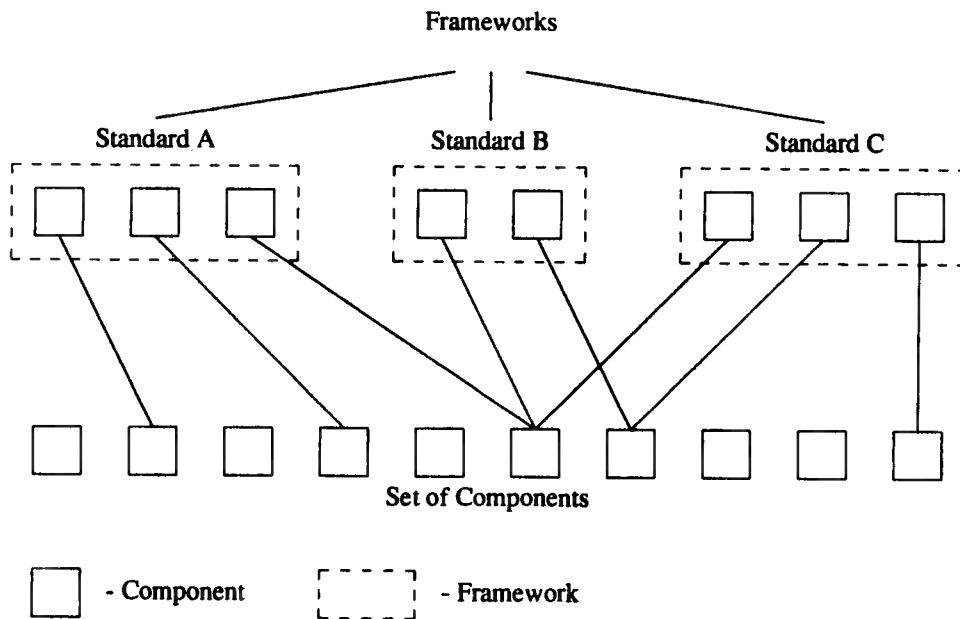 Frameworks
Standard A
Standard B
Standard C
Set of Components
- Component
- Framework